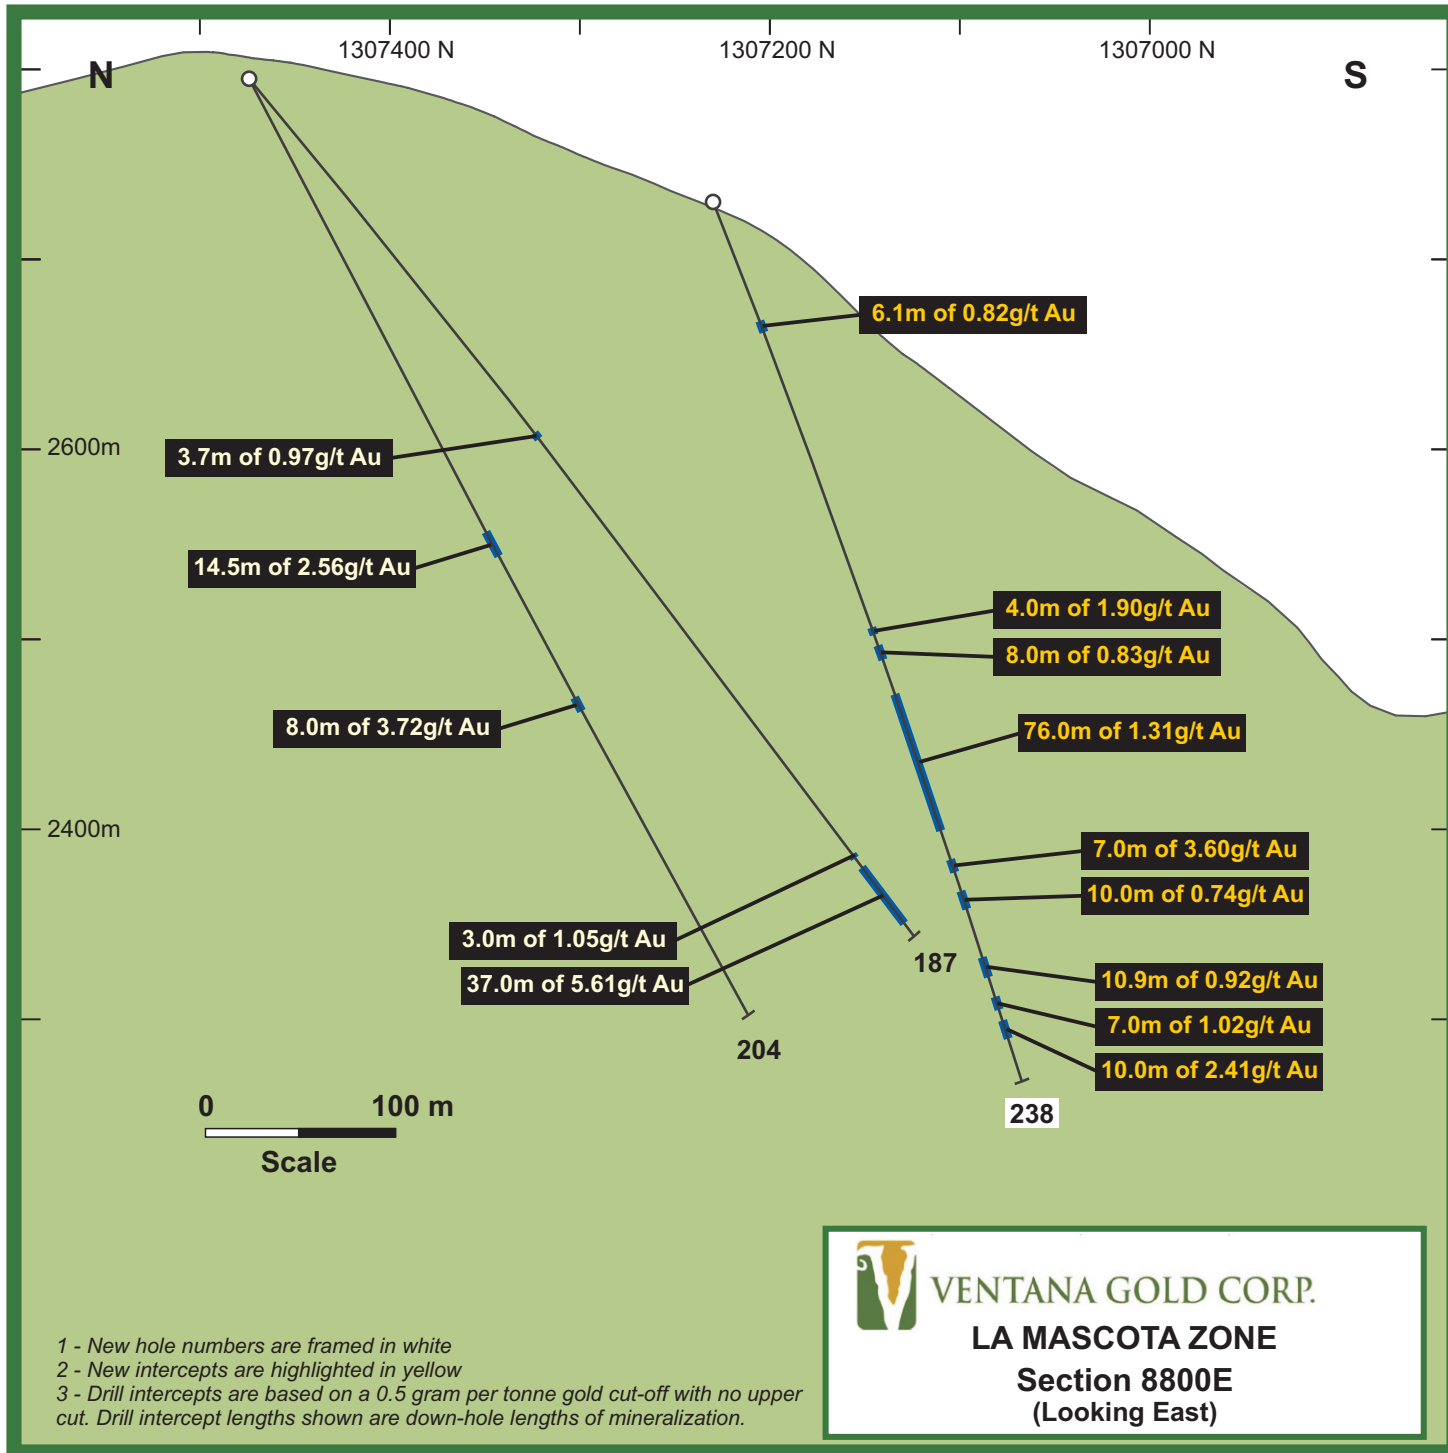 1307400 N
1307200 N
1307000 N
N
S
6.1m of 0.82g/t Au
2600m
3.7m of 0.97g/t Au
14.5m of 2.56g/t Au
4.0m of 1.90g/t Au
8.0m of 0.83g/t Au
8.0m of 3.72g/t Au
76.0m of 1.31g/t Au
2400m
7.0m of 3.60g/t Au
10.0m of 0.74g/t Au
3.0m of 1.05g/t Au
187
37.0m of 5.61g/t Au
10.9m of 0.92g/t Au
7.0m of 1.02g/t Au
204
10.0m of 2.41g/t Au
0 100 m
238
Scale
VENTANA GOLD CORP.
LA MASCOTA ZONE
Section 8800E
(Looking East)
1 - New hole numbers are framed in white
2 - New intercepts are highlighted in yellow
3 - Drill intercepts are based on a 0.5 gram per tonne gold cut-off with no upper
cut. Drill intercept lengths shown are down-hole lengths of mineralization.